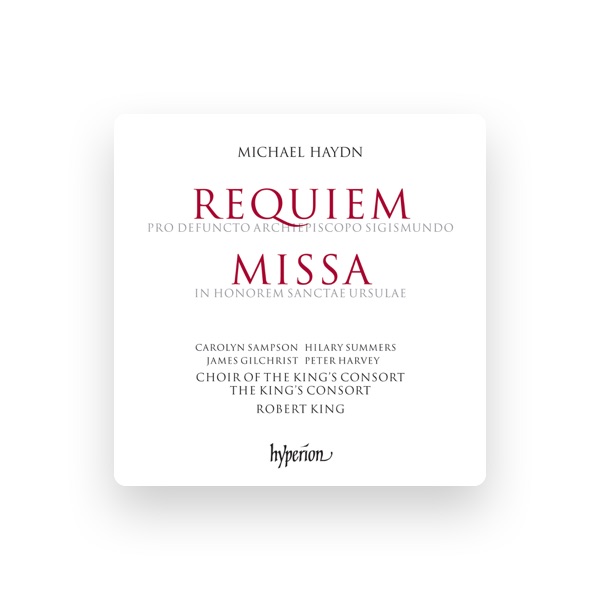 MICHAEL HAYDN
REQUIEM
PRO DEFUNCTO ARCHIEPISCOPO SIGISMUNDO
MISSA
IN HONOREM SANCTAE URSULAE
CAROLYN SAMPSON HILARY SUMMERS
JAMES GILCHRIST PETER HARVEY
CHOIR OF THE KING'S CONSORT
THE KING'S CONSORT
ROBERT KING
hyperion